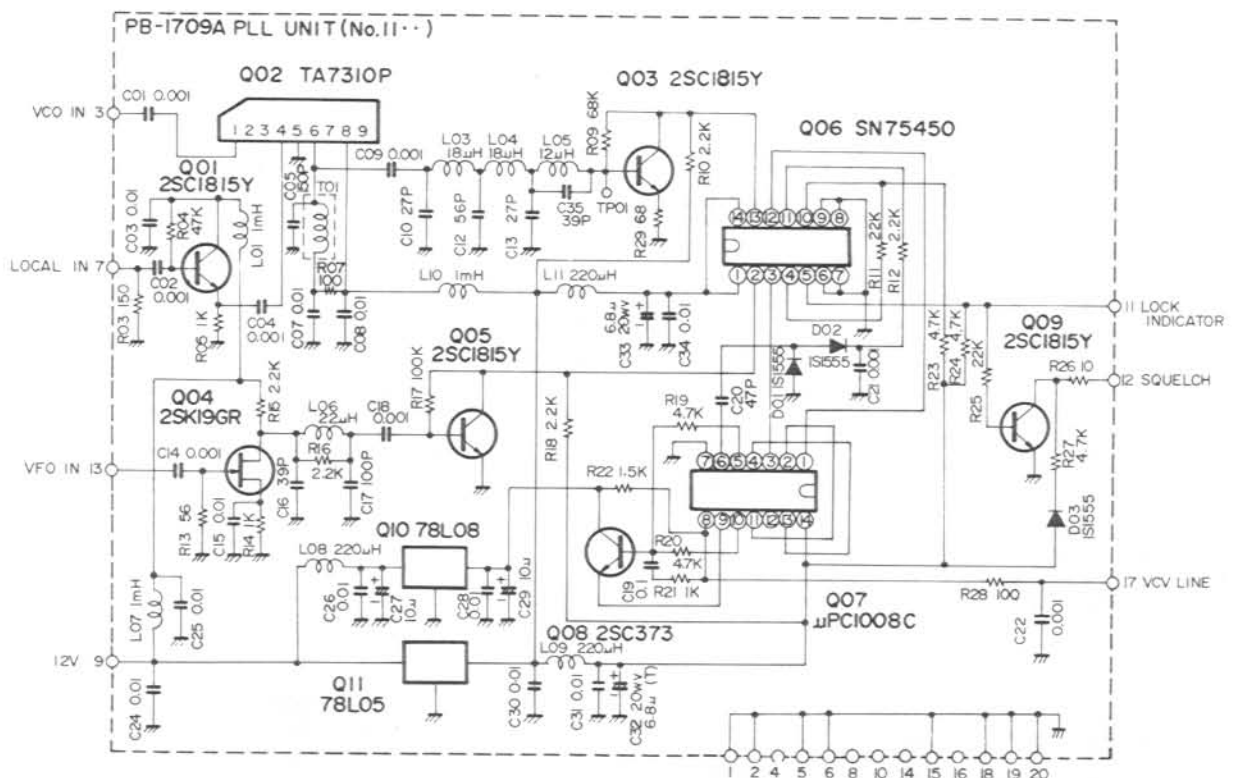 PB-1709A PLL UNIT (No.11··)
Q02 TA7310P
Q03 2SC1815Y
Q06 SN75450
C01 0.001
VCO IN 3
1 2 3 4 5 6 7 8 9
Q01
2SC1815Y
C03 0.01
R04
47K
L01 1mH
LOCAL IN 7
C02
0.001
R03 150
R05 1K
C04
0.001
C05
T01
R07
100
C07 0.01
C08 0.01
C09 0.001
L03
18μH
L04
18μH
L05
12μH
C10 27P
C12 56P
C13 27P
C35
39P
TP01
R09 68K
R29 68
R10 2.2K
L10 1mH
L11 220μH
6.8μ
20wv
C33
C34 0.01
14 13 12 11 10 9 8
1 2 3 4 5 6 7
R11 22K
R12 2.2K
D02
1S1555
D01 1S1555
C20
47P
C21 0.001
R23 4.7K
R24 4.7K
R25 22K
11 LOCK
INDICATOR
Q09
2SC1815Y
R26 10
12 SQUELCH
R27
4.7K
D03
1S1555
Q05
2SC1815Y
R17 100K
R18 2.2K
Q04
2SK19GR
R15 2.2K
L06
22μH
C18
0.001
R16
2.2K
C16 39P
C17 100P
VFO IN 13
C14 0.001
R13 56
C15 0.01
R14 1K
R19
4.7K
R22 1.5K
7 6 5 4 3 2 1
8 9 10 11 12 13 14
R20
4.7K
C19
0.1
R21 1K
Q07
μPC1008C
R28 100
17 VCV LINE
C22
0.001
Q10 78L08
L08 220μH
C26
0.01
C27
10μ
C28
0.01
C29
10μ
L07 1mH
C25 0.01
12V 9
C24 0.01
Q11
78L05
Q08 2SC373
L09 220μH
C30 0.01
C31 0.01
C32 20wv
6.8μ (T)
1 2 4 5 6 8 10 14 15 16 18 19 20